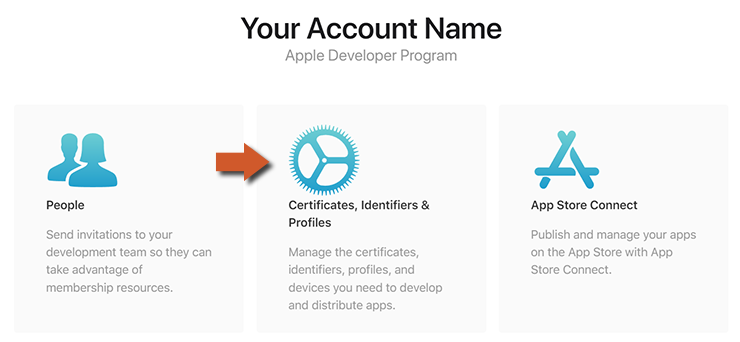 Your Account Name
Apple Developer Program
People
Send invitations to your
development team so they can
take advantage of
membership resources.
Certificates, Identifiers &
Profiles
Manage the certificates,
identifiers, profiles, and
devices you need to develop
and distribute apps.
App Store Connect
Publish and manage your apps
on the App Store with App
Store Connect.